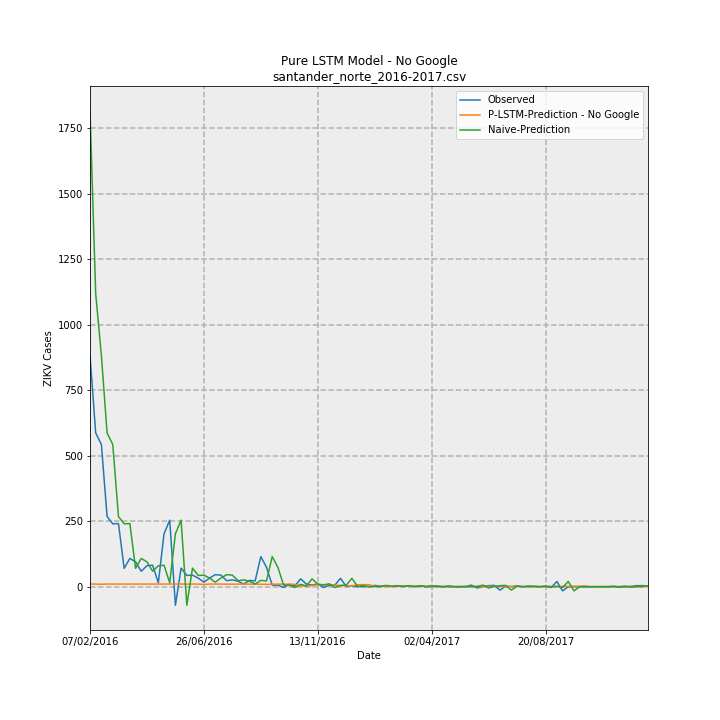 Pure LSTM Model - No Google
santander_norte_2016-2017.csv
Observed
P-LSTM-Prediction - No Google
Naive-Prediction
1750
1500
1250
1000
750
500
250
0
ZIKV Cases
07/02/2016
26/06/2016
13/11/2016
02/04/2017
20/08/2017
Date